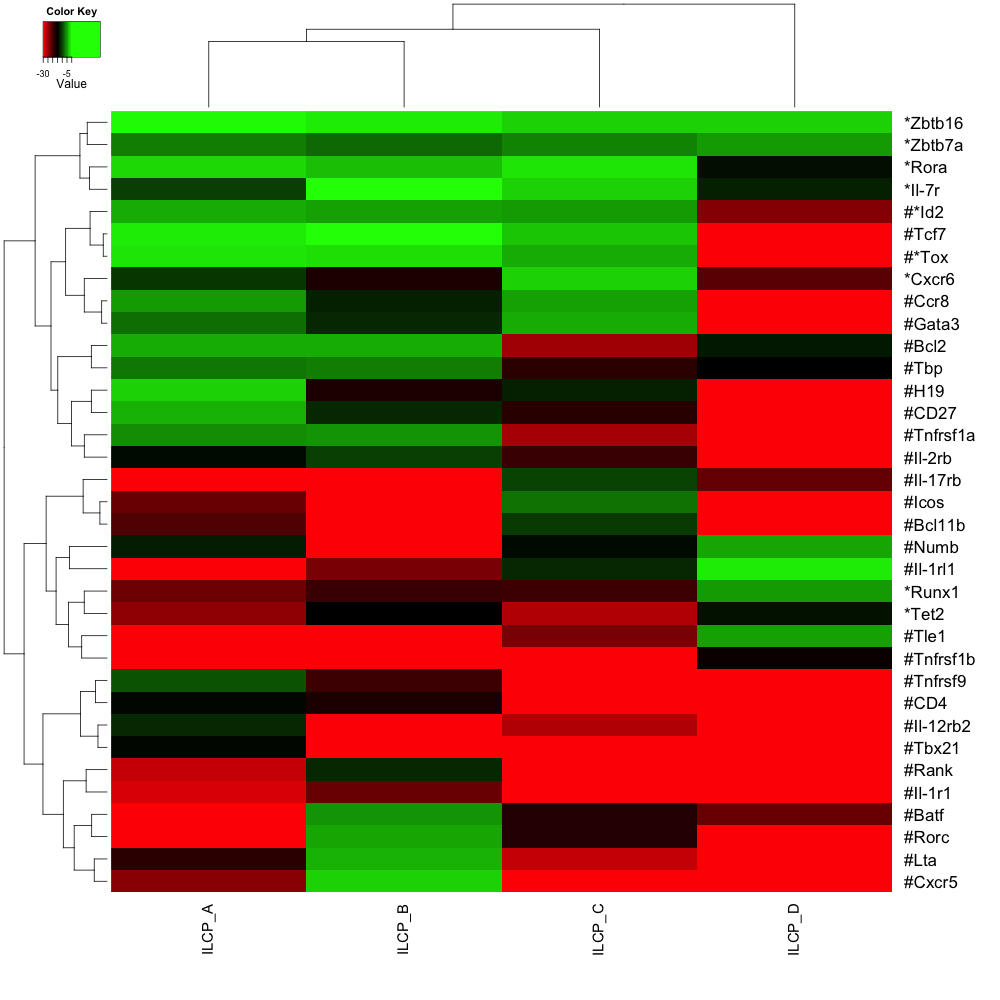 Color Key
-30 -5
Value
*Zbtb16
*Zbtb7a
*Rora
*Il-7r
#*Id2
#Tcf7
#*Tox
*Cxcr6
#Ccr8
#Gata3
#Bcl2
#Tbp
#H19
#CD27
#Tnfrsf1a
#Il-2rb
#Il-17rb
#Icos
#Bcl11b
#Numb
#Il-1rl1
*Runx1
*Tet2
#Tle1
#Tnfrsf1b
#Tnfrsf9
#CD4
#Il-12rb2
#Tbx21
#Rank
#Il-1r1
#Batf
#Rorc
#Lta
#Cxcr5
ILCP_A
ILCP_B
ILCP_C
ILCP_D